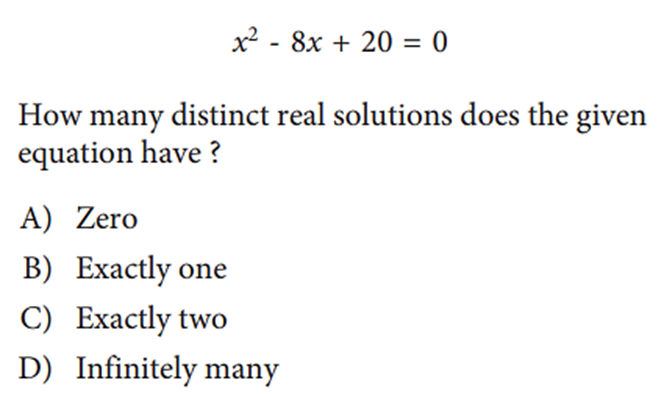 x² - 8x + 20 = 0
How many distinct real solutions does the given
equation have ?
A) Zero
B) Exactly one
C) Exactly two
D) Infinitely many